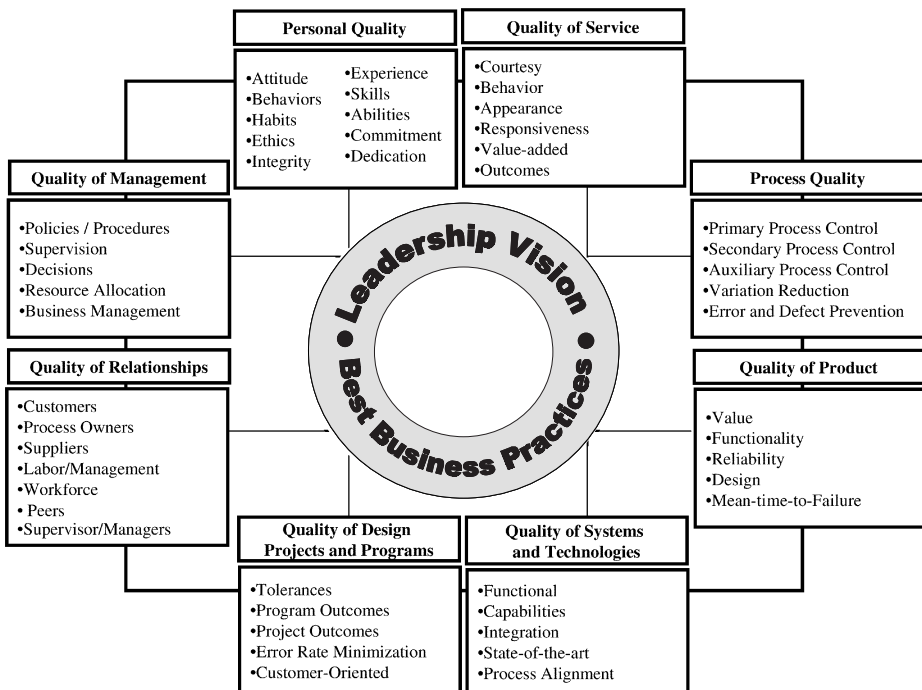 Personal Quality
•Attitude
•Behaviors
•Habits
•Ethics
•Integrity
•Experience
•Skills
•Abilities
•Commitment
•Dedication
Quality of Service
•Courtesy
•Behavior
•Appearance
•Responsiveness
•Value-added
•Outcomes
Quality of Management
•Policies / Procedures
•Supervision
•Decisions
•Resource Allocation
•Business Management
Process Quality
•Primary Process Control
•Secondary Process Control
•Auxiliary Process Control
•Variation Reduction
•Error and Defect Prevention
Leadership Vision
Best Business Practices
Quality of Relationships
•Customers
•Process Owners
•Suppliers
•Labor/Management
•Workforce
• Peers
•Supervisor/Managers
Quality of Product
•Value
•Functionality
•Reliability
•Design
•Mean-time-to-Failure
Quality of Design
Projects and Programs
•Tolerances
•Program Outcomes
•Project Outcomes
•Error Rate Minimization
•Customer-Oriented
Quality of Systems
and Technologies
•Functional
•Capabilities
•Integration
•State-of-the-art
•Process Alignment